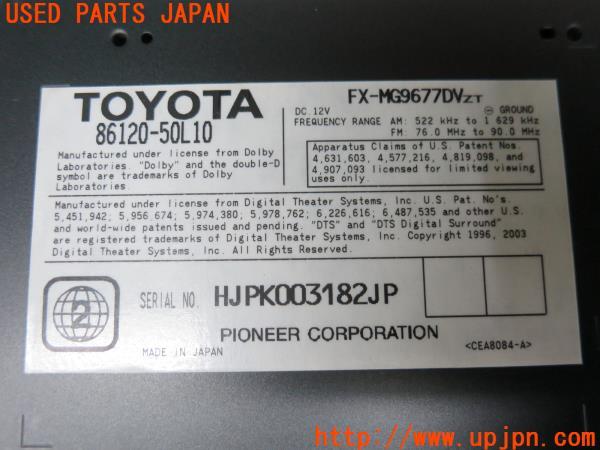 USED PARTS JAPAN
TOYOTA
86120-50L10
FX-MG9677DVZT
DC.12V
GROUND
FREQUENCY RANGE AM: 522 kHz to 1 629 kHz
FM: 76.0 MHz to 90.0 MHz
Manufactured under license from Dolby
Laboratories. "Dolby" and the double-D
symbol are trademarks of Dolby
Laboratories.
Apparatus Claims of U.S. Patent Nos.
4,631,603, 4,577,216, 4,819,098, and
4,907,093 licensed for limited viewing
uses only.
Manufactured under license from Digital Theater Systems, Inc. U.S. Pat. No's.
5,451,942; 5,956,674; 5,974,380; 5,978,762; 6,226,616; 6,487,535 and other U.S.
and world-wide patents issued and pending. "DTS" and "DTS Digital Surround"
are registered trademarks of Digital Theater Systems, Inc. Copyright 1996, 2003
Digital Theater Systems, Inc. All Rights Reserved.
2
SERIAL NO. HJPK003182JP
PIONEER CORPORATION
MADE IN JAPAN
<CEA8084-A>
http://www.upjpn.com/